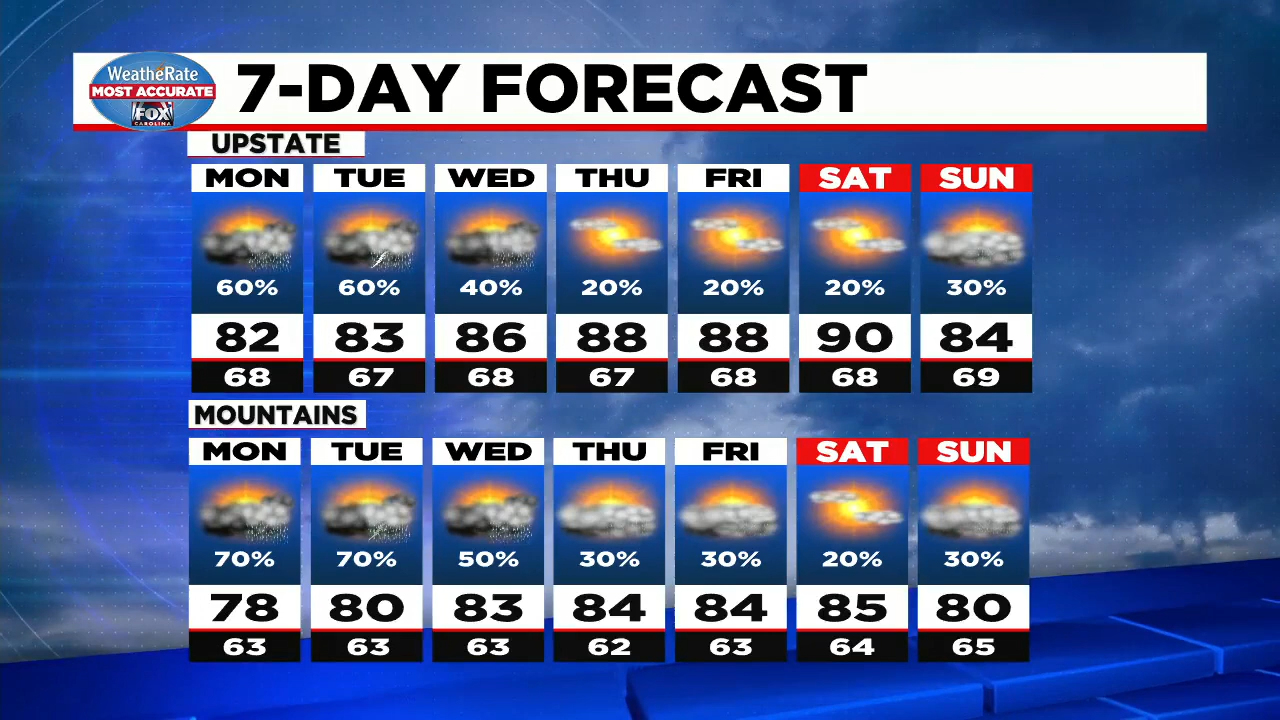 WeatheRate
MOST ACCURATE
FOX
CAROLINA
7-DAY FORECAST
UPSTATE
MON TUE WED THU FRI SAT SUN
60% 60% 40% 20% 20% 20% 30%
82 83 86 88 88 90 84
68 67 68 67 68 68 69
MOUNTAINS
MON TUE WED THU FRI SAT SUN
70% 70% 50% 30% 30% 20% 30%
78 80 83 84 84 85 80
63 63 63 62 63 64 65